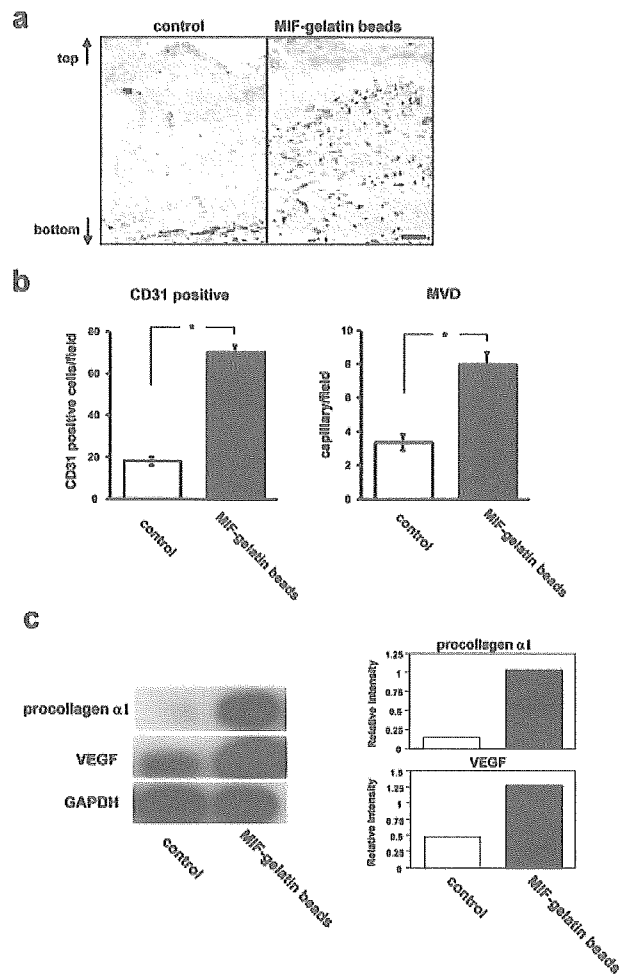 a
control MIF-gelatin beads
top
bottom
b
CD31 positive
CD31 positive cells/field
80
60
40
20
0
*
control
MIF-gelatin beads
MVD
capillary/field
10
8
6
4
2
0
*
control
MIF-gelatin beads
c
procollagen α1
VEGF
GAPDH
control
MIF-gelatin beads
procollagen α1
Relative Intensity
1.25
1
0.75
0.5
0.25
0
VEGF
Relative Intensity
1.5
1.25
1
0.75
0.5
0.25
0
control
MIF-gelatin beads